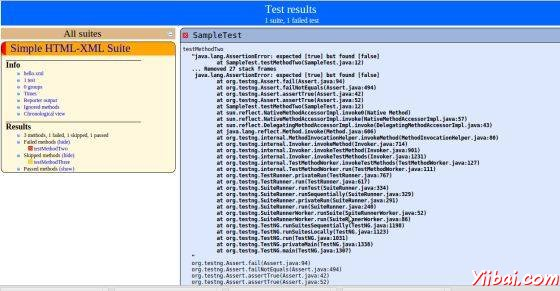 Test results
1 suite, 1 failed test
All suites
Simple HTML-XML Suite
Info
hello.xml
1 test
0 groups
Times
Reporter output
Ignored methods
Chronological view
Results
3 methods, 1 failed, 1 skipped, 1 passed
Failed methods (hide)
testMethodTwo
Skipped methods (hide)
testMethodThree
Passed methods (show)
SampleTest
testMethodTwo
"java.lang.AssertionError: expected [true] but found [false]
at SampleTest.testMethodTwo(SampleTest.java:12)
... Removed 27 stack frames
java.lang.AssertionError: expected [true] but found [false]
at org.testng.Assert.fail(Assert.java:94)
at org.testng.Assert.failNotEquals(Assert.java:494)
at org.testng.Assert.assertTrue(Assert.java:42)
at org.testng.Assert.assertTrue(Assert.java:52)
at SampleTest.testMethodTwo(SampleTest.java:12)
at sun.reflect.NativeMethodAccessorImpl.invoke0(Native Method)
at sun.reflect.NativeMethodAccessorImpl.invoke(NativeMethodAccessorImpl.java:57)
at sun.reflect.DelegatingMethodAccessorImpl.invoke(DelegatingMethodAccessorImpl.java:43)
at java.lang.reflect.Method.invoke(Method.java:606)
at org.testng.internal.MethodInvocationHelper.invokeMethod(MethodInvocationHelper.java:80)
at org.testng.internal.Invoker.invokeMethod(Invoker.java:714)
at org.testng.internal.Invoker.invokeTestMethod(Invoker.java:901)
at org.testng.internal.Invoker.invokeTestMethods(Invoker.java:1231)
at org.testng.internal.TestMethodWorker.invokeTestMethods(TestMethodWorker.java:127)
at org.testng.internal.TestMethodWorker.run(TestMethodWorker.java:111)
at org.testng.TestRunner.privateRun(TestRunner.java:767)
at org.testng.TestRunner.run(TestRunner.java:617)
at org.testng.SuiteRunner.runTest(SuiteRunner.java:334)
at org.testng.SuiteRunner.runSequentially(SuiteRunner.java:329)
at org.testng.SuiteRunner.privateRun(SuiteRunner.java:291)
at org.testng.SuiteRunner.run(SuiteRunner.java:240)
at org.testng.SuiteRunnerWorker.runSuite(SuiteRunnerWorker.java:52)
at org.testng.SuiteRunnerWorker.run(SuiteRunnerWorker.java:86)
at org.testng.TestNG.runSuitesSequentially(TestNG.java:1198)
at org.testng.TestNG.runSuitesLocally(TestNG.java:1123)
at org.testng.TestNG.run(TestNG.java:1031)
at org.testng.TestNG.privateMain(TestNG.java:1338)
at org.testng.TestNG.main(TestNG.java:1307)
"
org.testng.Assert.fail(Assert.java:94)
org.testng.Assert.failNotEquals(Assert.java:494)
org.testng.Assert.assertTrue(Assert.java:42)
org.testng.Assert.assertTrue(Assert.java:52)
Yiibai.com